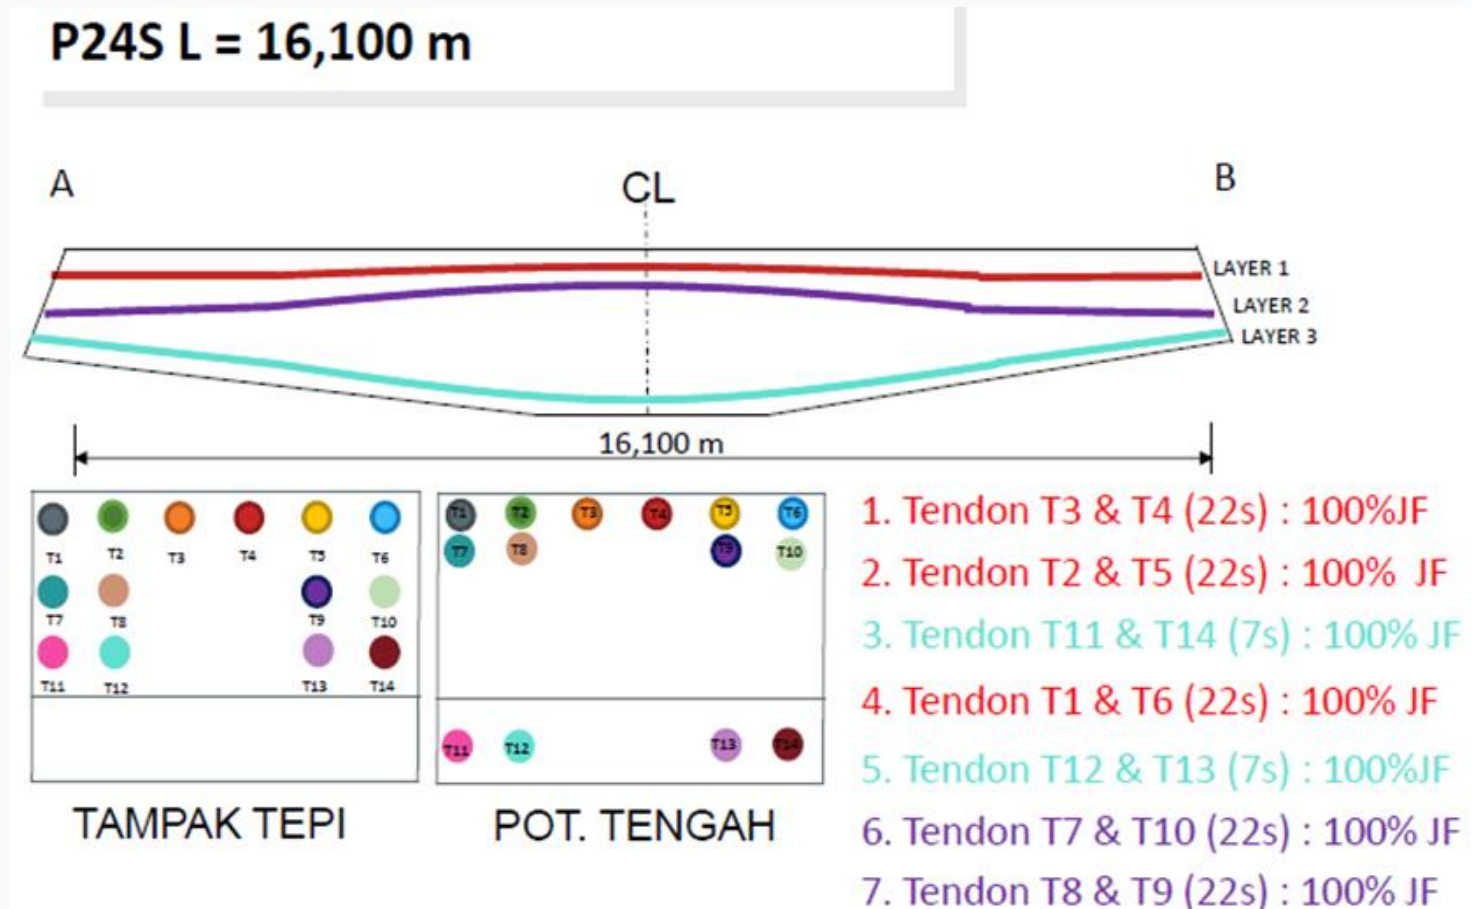 P24S L = 16,100 m
A
CL
B
LAYER 1
LAYER 2
LAYER 3
16,100 m
T1 T2 T3 T4 T5 T6
T7 T8 T9 T10
T11 T12 T13 T14
TAMPAK TEPI
T1 T2 T3 T4 T5 T6
T7 T8 T9 T10
T11 T12 T13 T14
POT. TENGAH
1. Tendon T3 & T4 (22s) : 100%JF
2. Tendon T2 & T5 (22s) : 100% JF
3. Tendon T11 & T14 (7s) : 100% JF
4. Tendon T1 & T6 (22s) : 100% JF
5. Tendon T12 & T13 (7s) : 100%JF
6. Tendon T7 & T10 (22s) : 100% JF
7. Tendon T8 & T9 (22s) : 100% JF